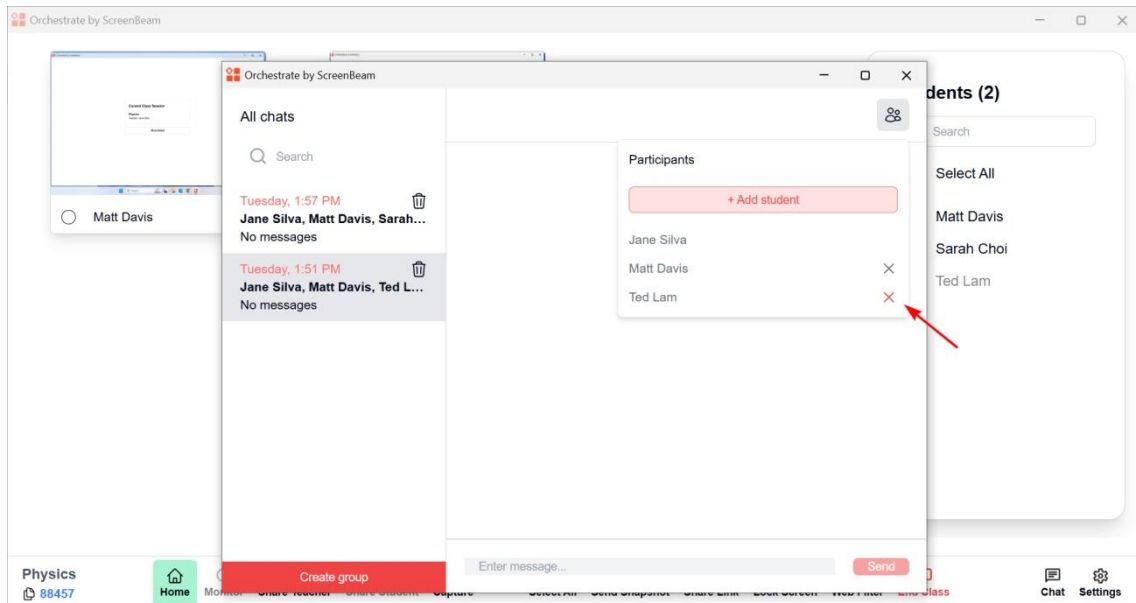 Orchestrate by ScreenBeam
Matt Davis
Orchestrate by ScreenBeam
All chats
Search
Tuesday, 1:57 PM
Jane Silva, Matt Davis, Sarah...
No messages
Tuesday, 1:51 PM
Jane Silva, Matt Davis, Ted L...
No messages
Create group
Participants
+ Add student
Jane Silva
Matt Davis
Ted Lam
Enter message...
Send
dents (2)
Search
Select All
Matt Davis
Sarah Choi
Ted Lam
Physics
88457
Home
Chat
Settings